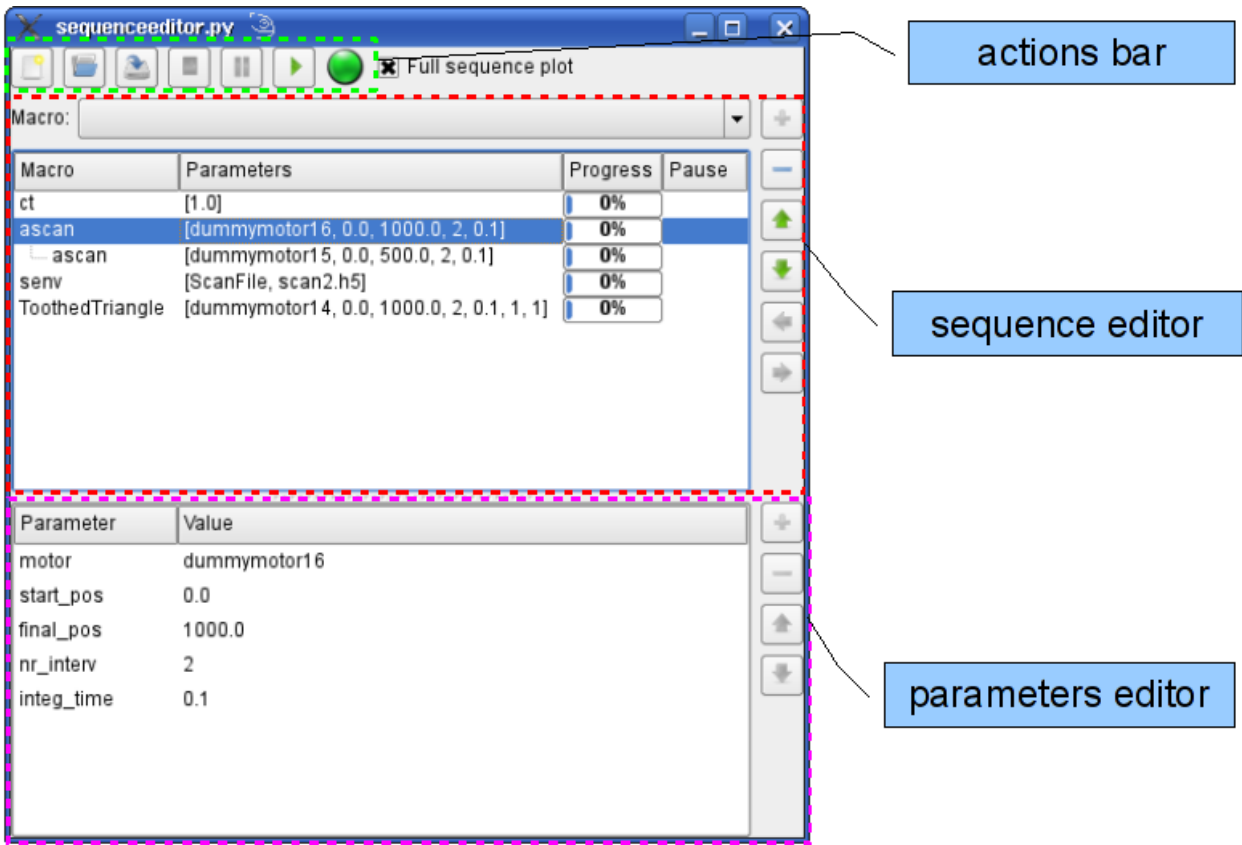 sequenceeditor.py
actions bar
Full sequence plot
Macro:
Macro Parameters Progress Pause
ct [1.0] 0%
ascan [dummymotor16, 0.0, 1000.0, 2, 0.1] 0%
ascan [dummymotor15, 0.0, 500.0, 2, 0.1] 0%
senv [ScanFile, scan2.h5] 0%
ToothedTriangle [dummymotor14, 0.0, 1000.0, 2, 0.1, 1, 1] 0%
sequence editor
Parameter Value
motor dummymotor16
start_pos 0.0
final_pos 1000.0
nr_interv 2
integ_time 0.1
parameters editor